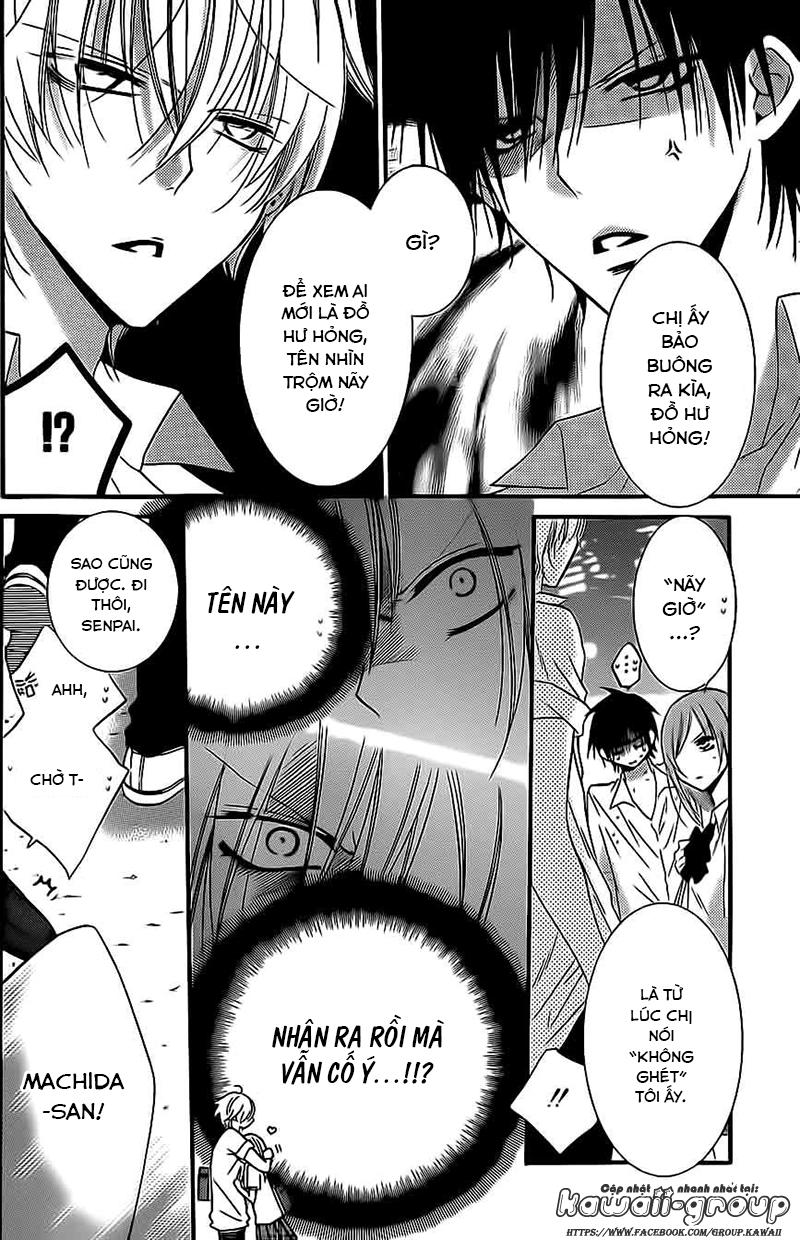 CHỊ ẤY
BẢO
BUÔNG
RA KÌA,
ĐỒ HƯ
HỎNG!
GÌ?
ĐỂ XEM AI
MỚI LÀ ĐỒ
HƯ HỎNG,
TÊN NHÌN
TRỘM NÃY
GIỜ!
!?
"NÃY
GIỜ"
...?
LÀ TỪ
LÚC CHỊ
NÓI
"KHÔNG
GHÉT"
TÔI ẤY.
!!
TÊN NÀY
...
NHẬN RA RỒI MÀ
VẪN CỐ Ý...!!?
SAO CŨNG
ĐƯỢC. ĐI
THÔI,
SENPAI.
AHH,
CHỜ T-
MACHIDA
-SAN!
Cập nhật nhanh nhất tại:
kawaii-group
HTTPS://WWW.FACEBOOK.COM/GROUP.KAWAII